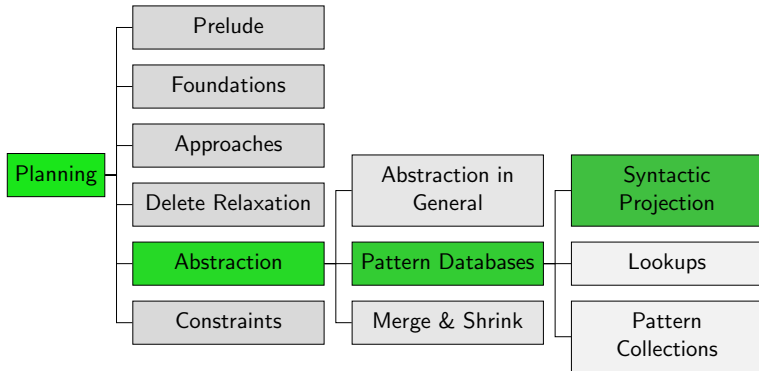 Planning
Prelude
Foundations
Approaches
Delete Relaxation
Abstraction
Constraints
Abstraction in
General
Pattern Databases
Merge & Shrink
Syntactic
Projection
Lookups
Pattern
Collections